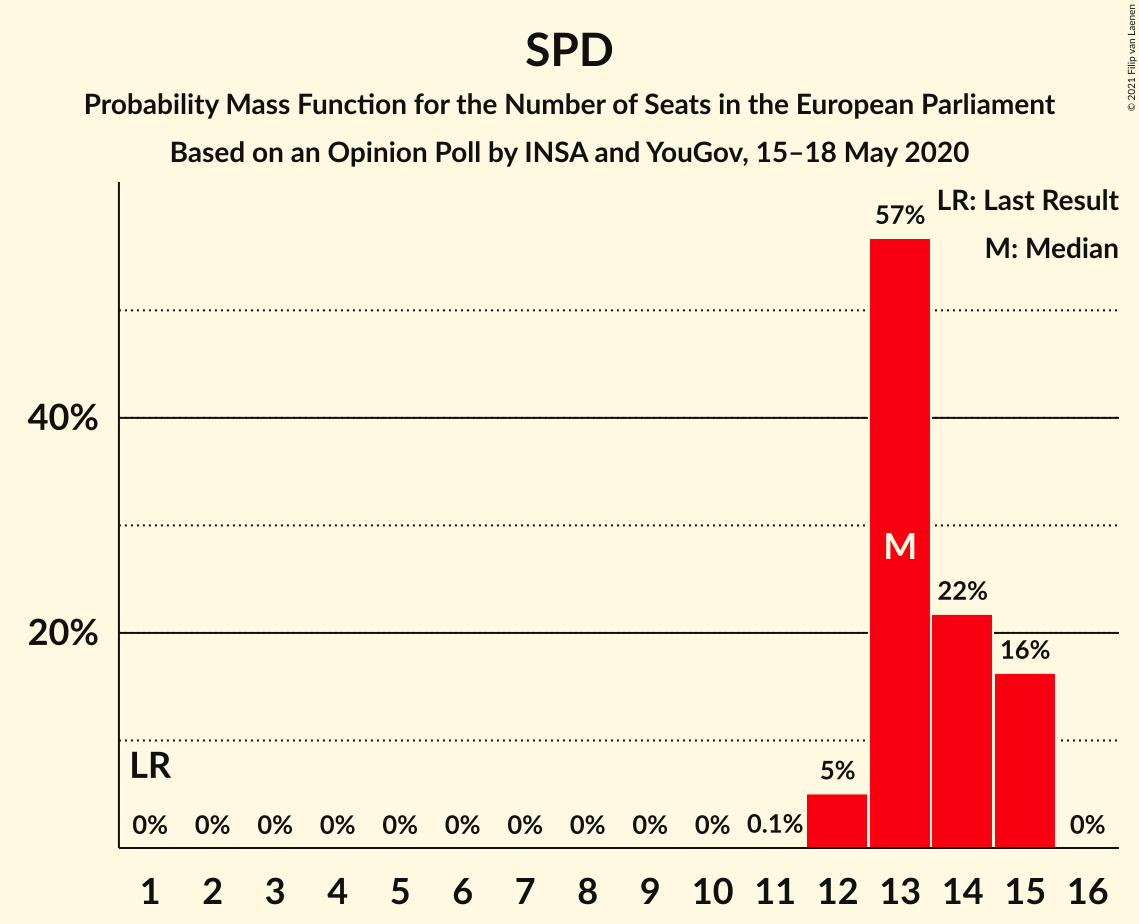 SPD
Probability Mass Function for the Number of Seats in the European Parliament
Based on an Opinion Poll by INSA and YouGov, 15–18 May 2020
© 2021 Filip van Laenen
LR: Last Result
M: Median
57%
40%
M
22%
20%
16%
LR
5%
0% 0% 0% 0% 0% 0% 0% 0% 0% 0% 0.1% 0%
1 2 3 4 5 6 7 8 9 10 11 12 13 14 15 16